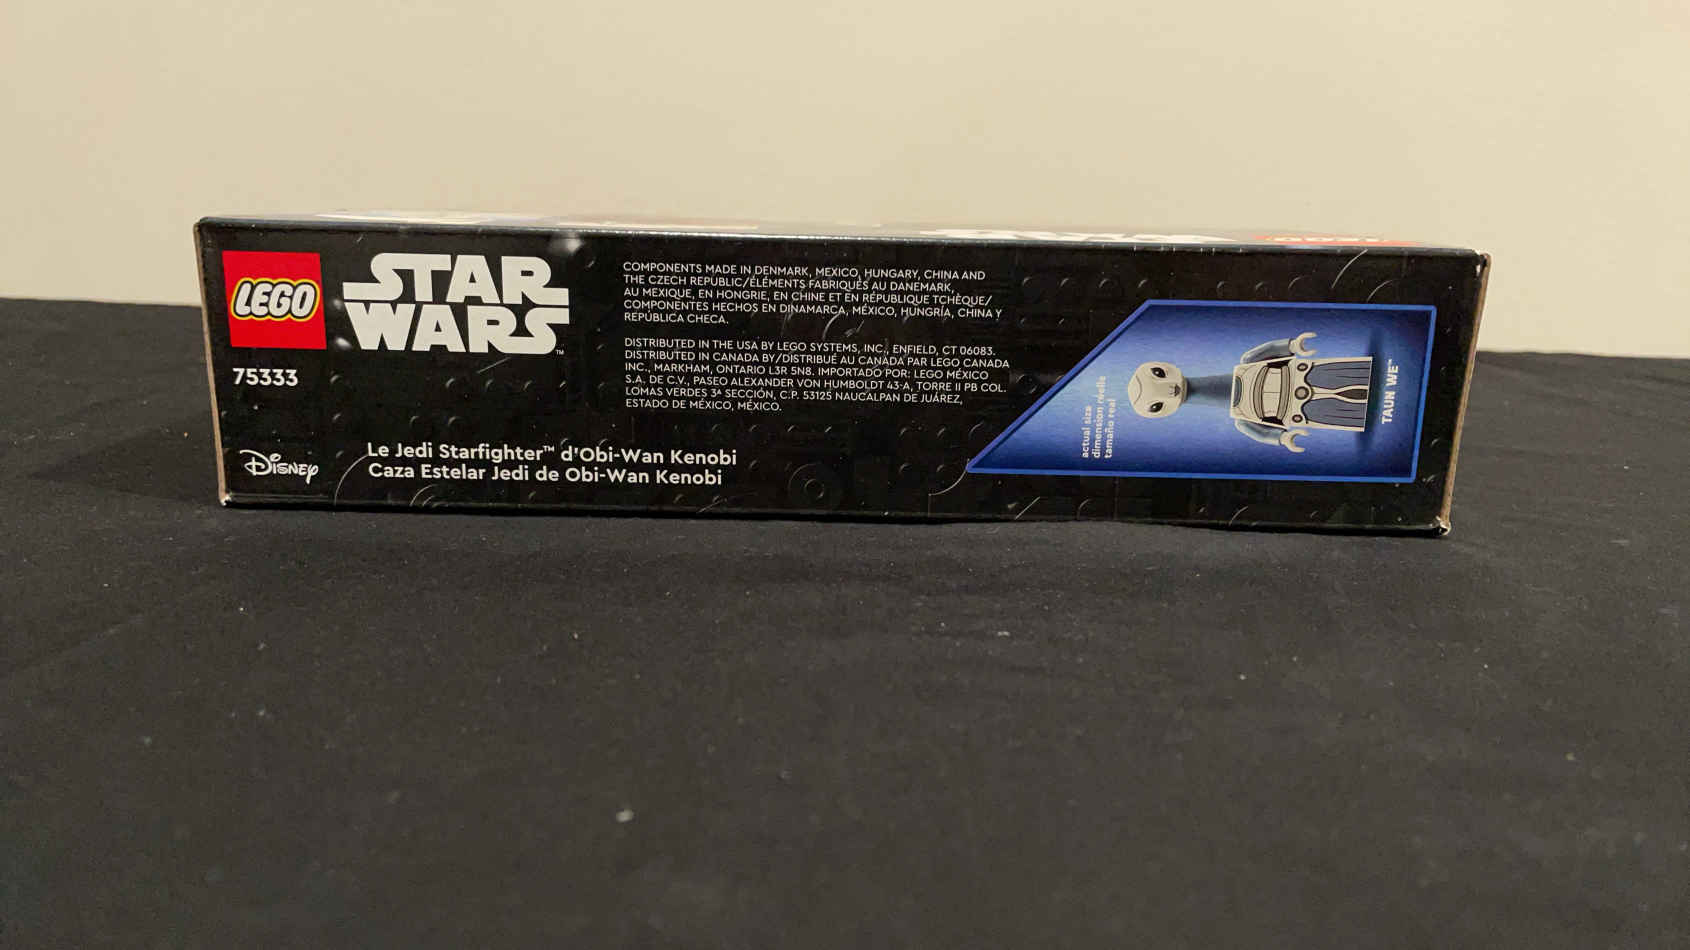 LEGO
STAR
WARS™
75333
Disney
Le Jedi Starfighter™ d'Obi-Wan Kenobi
Caza Estelar Jedi de Obi-Wan Kenobi
COMPONENTS MADE IN DENMARK, MEXICO, HUNGARY, CHINA AND
THE CZECH REPUBLIC/ÉLÉMENTS FABRIQUÉS AU DANEMARK,
AU MEXIQUE, EN HONGRIE, EN CHINE ET EN RÉPUBLIQUE TCHÈQUE/
COMPONENTES HECHOS EN DINAMARCA, MÉXICO, HUNGRÍA, CHINA Y
REPÚBLICA CHECA.
DISTRIBUTED IN THE USA BY LEGO SYSTEMS, INC., ENFIELD, CT 06083.
DISTRIBUTED IN CANADA BY/DISTRIBUÉ AU CANADA PAR LEGO CANADA
INC., MARKHAM, ONTARIO L3R 5N8. IMPORTADO POR: LEGO MÉXICO
S.A. DE C.V., PASEO ALEXANDER VON HUMBOLDT 43-A, TORRE II PB COL.
LOMAS VERDES 3ª SECCIÓN, C.P. 53125 NAUCALPAN DE JUÁREZ,
ESTADO DE MÉXICO, MÉXICO.
actual size
dimension réelle
tamaño real
TAUN WE™